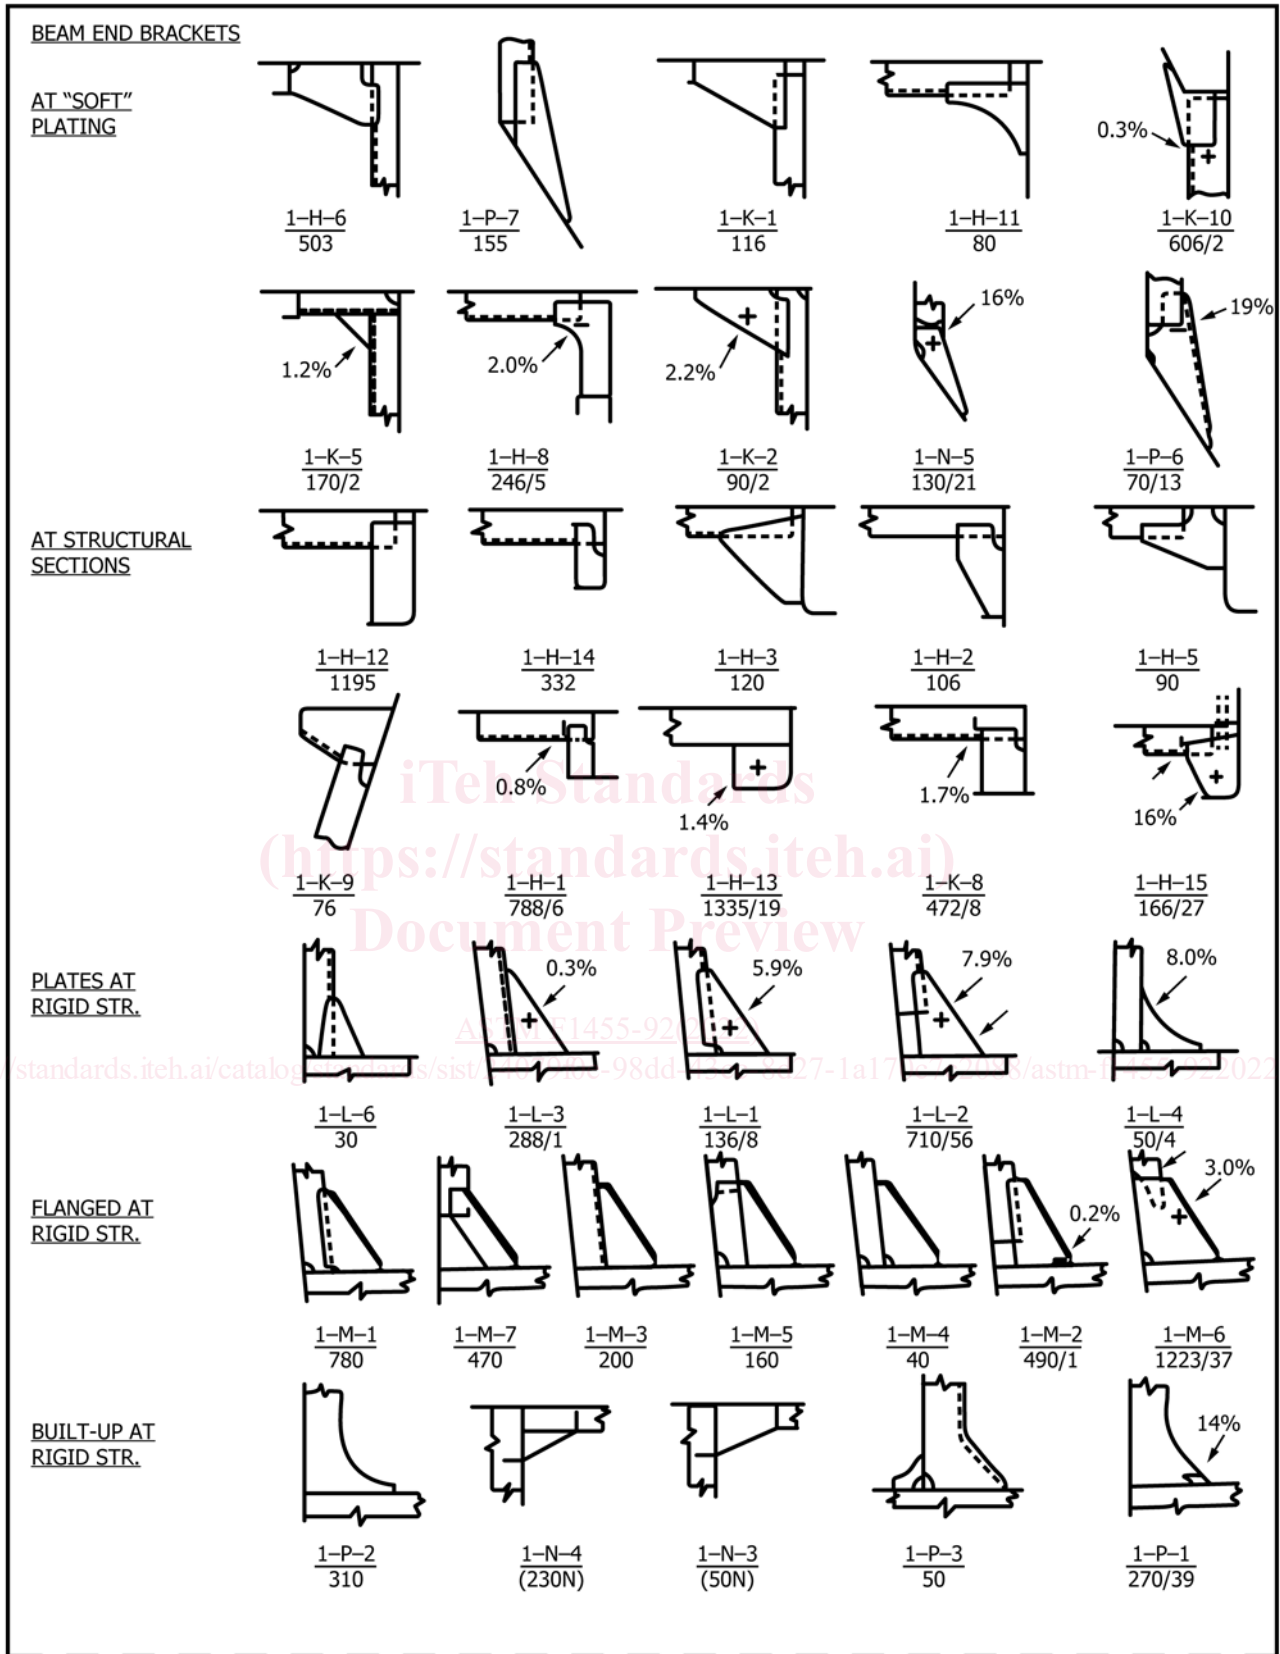 BEAM END BRACKETS
AT "SOFT"
PLATING
0.3%
1–H–6
503
1–P–7
155
1–K–1
116
1–H–11
80
1–K–10
606/2
1.2%
2.0%
2.2%
16%
19%
1–K–5
170/2
1–H–8
246/5
1–K–2
90/2
1–N–5
130/21
1–P–6
70/13
AT STRUCTURAL
SECTIONS
1–H–12
1195
1–H–14
332
1–H–3
120
1–H–2
106
1–H–5
90
0.8%
1.4%
1.7%
16%
iTeh Standards
(https://standards.iteh.ai)
Document Preview
1–K–9
76
1–H–1
788/6
1–H–13
1335/19
1–K–8
472/8
1–H–15
166/27
PLATES AT
RIGID STR.
0.3%
5.9%
7.9%
8.0%
1–L–6
30
1–L–3
288/1
1–L–1
136/8
1–L–2
710/56
1–L–4
50/4
FLANGED AT
RIGID STR.
0.2%
3.0%
1–M–1
780
1–M–7
470
1–M–3
200
1–M–5
160
1–M–4
40
1–M–2
490/1
1–M–6
1223/37
BUILT-UP AT
RIGID STR.
14%
1–P–2
310
1–N–4
(230N)
1–N–3
(50N)
1–P–3
50
1–P–1
270/39